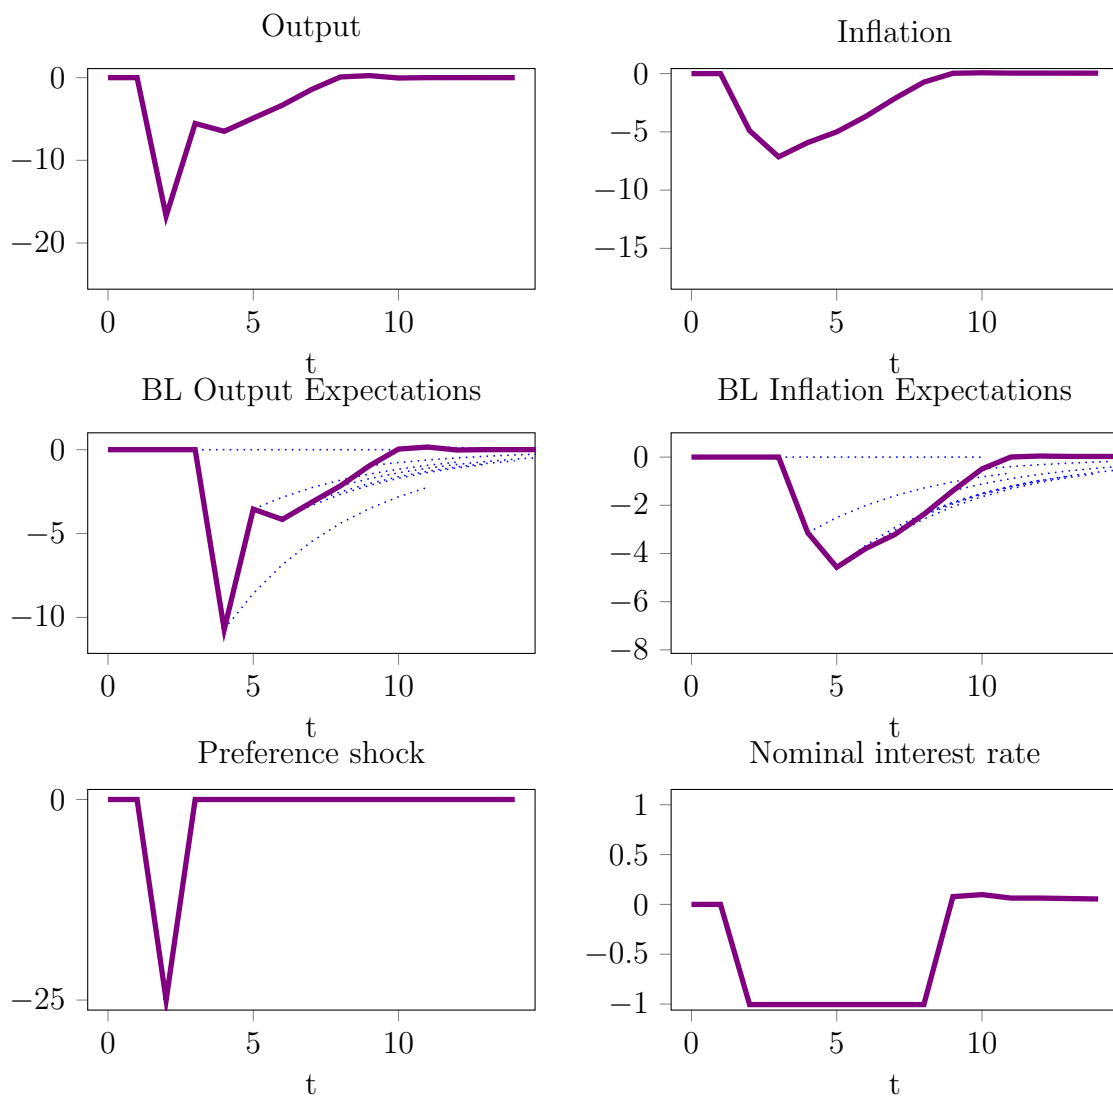 Output
0
−10
−20
0 5 10
t
Inflation
0
−5
−10
−15
0 5 10
t
BL Output Expectations
0
−5
−10
0 5 10
t
BL Inflation Expectations
0
−2
−4
−6
−8
0 5 10
t
Preference shock
0
−25
0 5 10
t
Nominal interest rate
1
0.5
0
−0.5
−1
0 5 10
t